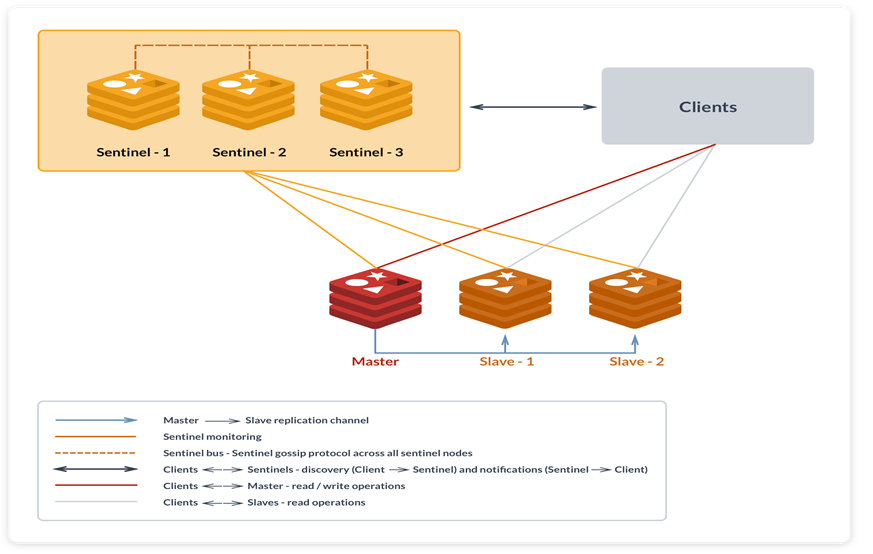 Sentinel - 1
Sentinel - 2
Sentinel - 3
Clients
Master
Slave - 1
Slave - 2
Master Slave replication channel
Sentinel monitoring
Sentinel bus - Sentinel gossip protocol across all sentinel nodes
Clients Sentinels - discovery (Client Sentinel) and notifications (Sentinel Client)
Clients Master - read / write operations
Clients Slaves - read operations